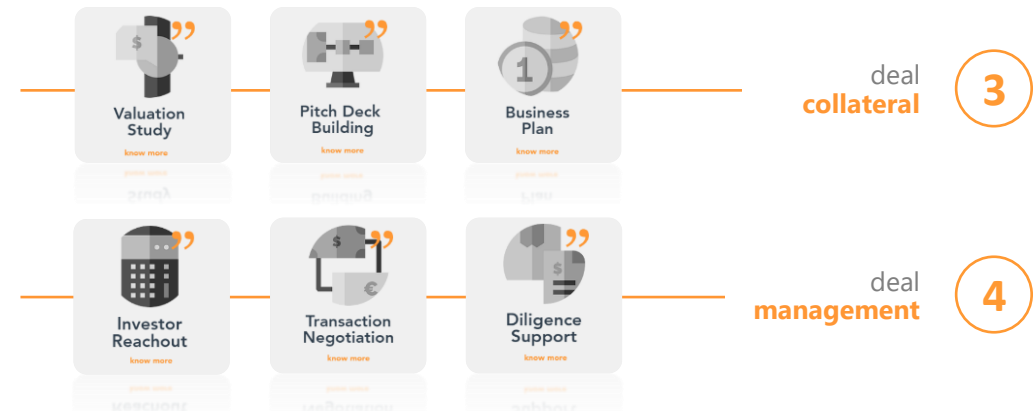 Valuation
Study
know more
Pitch Deck
Building
know more
Business
Plan
know more
deal
collateral
3
Investor
Reachout
know more
Transaction
Negotiation
know more
Diligence
Support
know more
deal
management
4